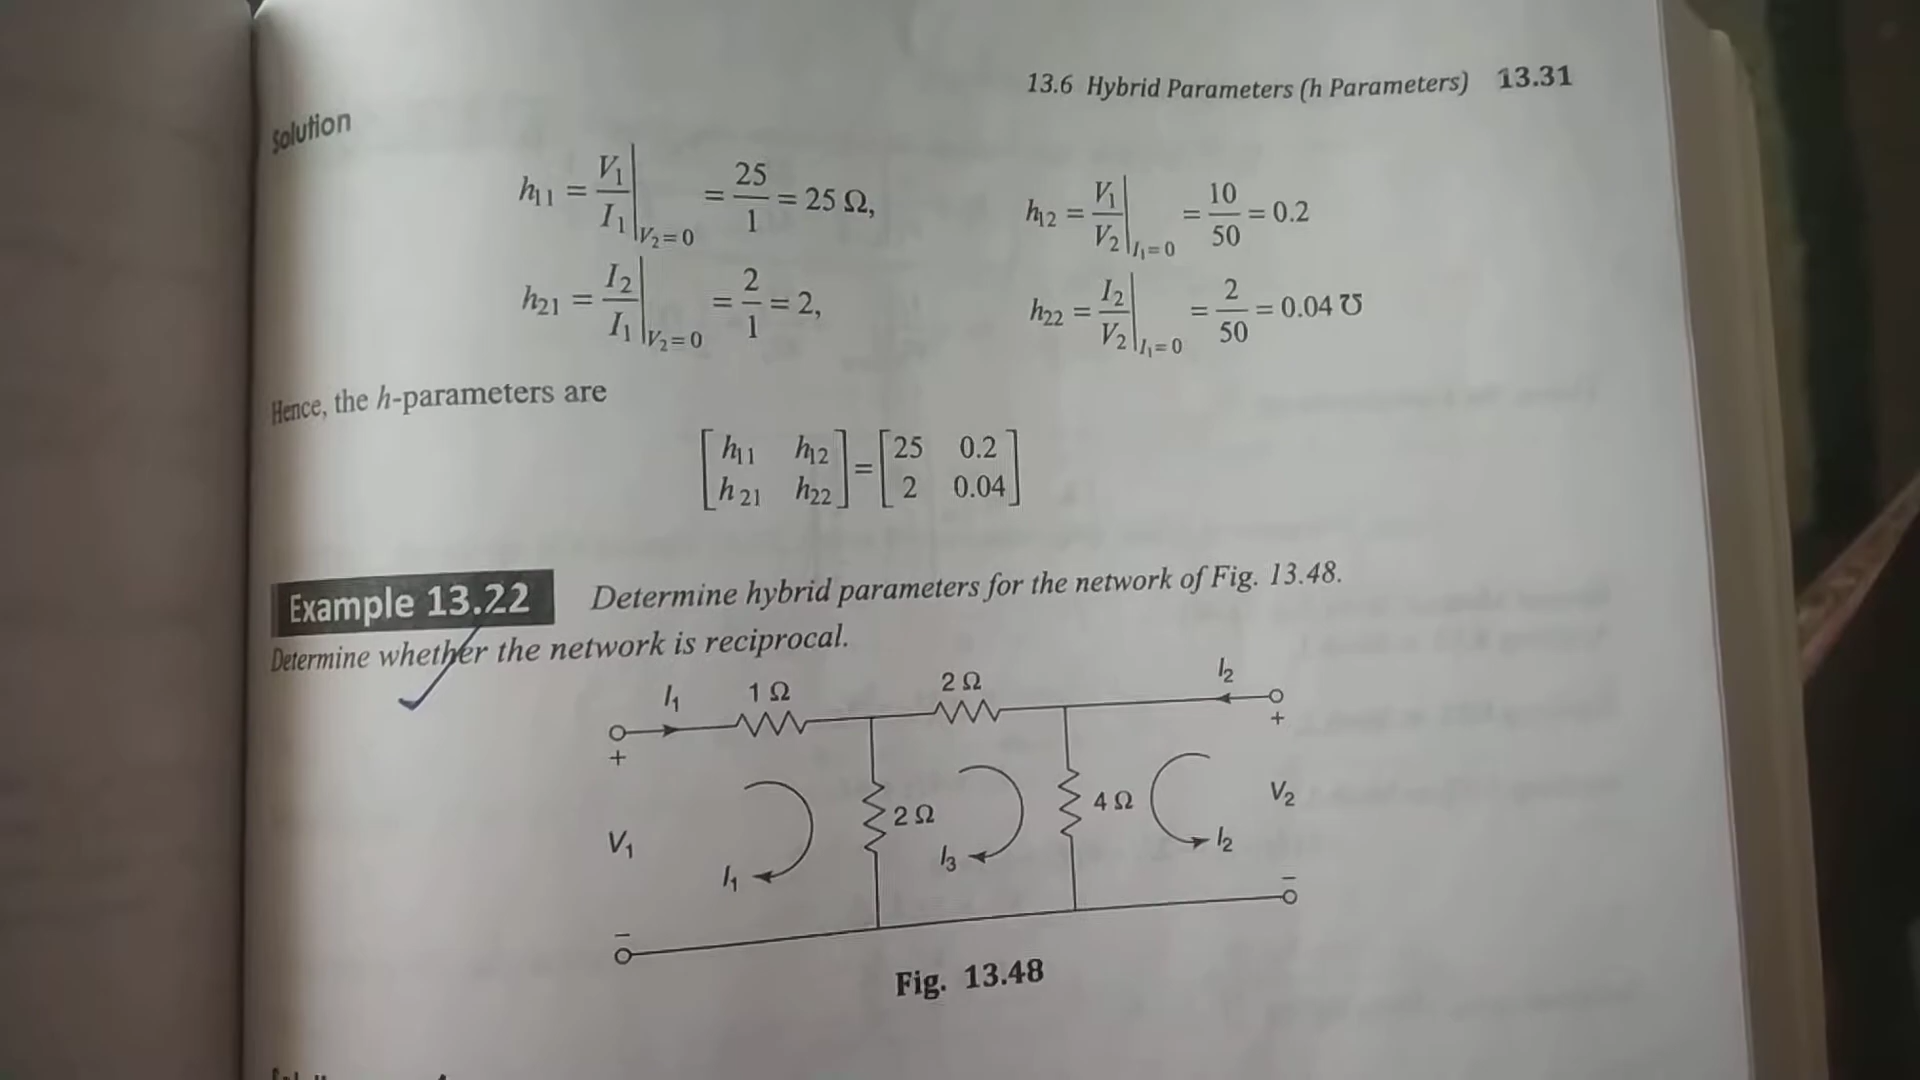 13.6 Hybrid Parameters (h Parameters) 13.31
Solution
h11 = V1/I1 |V2=0 = 25/1 = 25 Ω, h12 = V1/V2 |I1=0 = 10/50 = 0.2
h21 = I2/I1 |V2=0 = 2/1 = 2, h22 = I2/V2 |I1=0 = 2/50 = 0.04 ℧
Hence, the h-parameters are
[h11 h12] = [25 0.2]
[h21 h22] [2 0.04]
Example 13.22 Determine hybrid parameters for the network of Fig. 13.48.
Determine whether the network is reciprocal.
I1 1 Ω 2 Ω I2
+ +
V1 2 Ω 4 Ω V2
I1 I3 I2
– –
Fig. 13.48